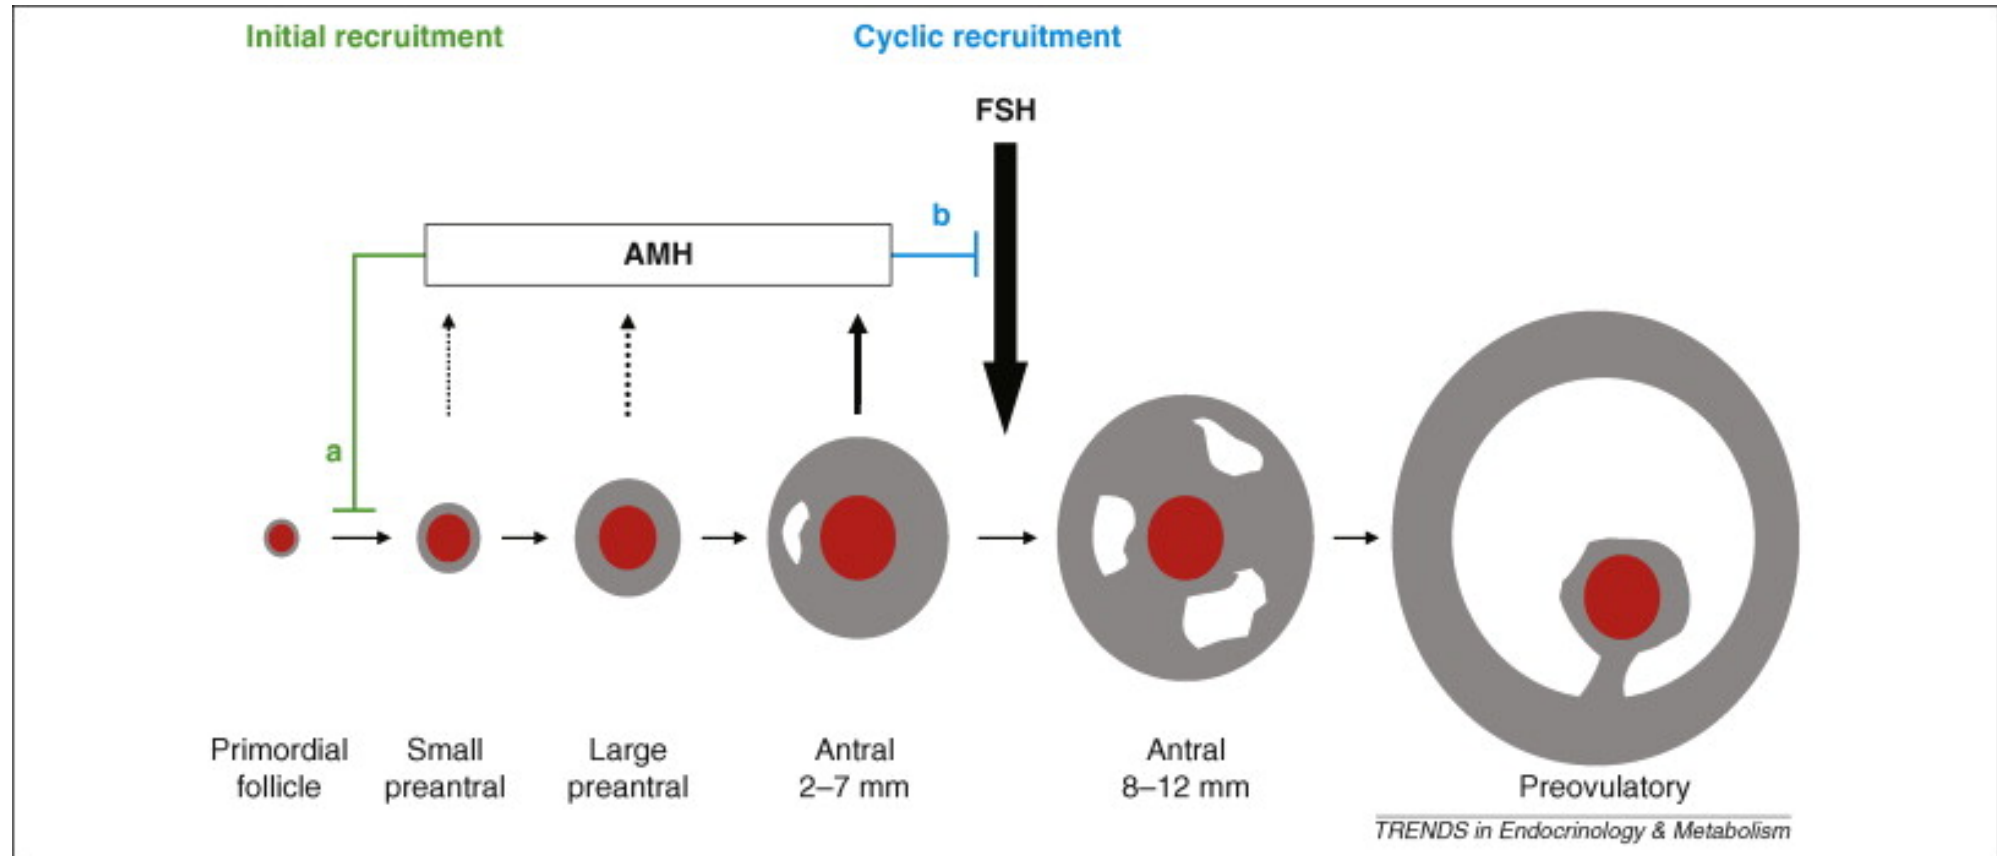 Initial recruitment
Cyclic recruitment
FSH
b
AMH
a
Primordial
follicle
Small
preantral
Large
preantral
Antral
2–7 mm
Antral
8–12 mm
Preovulatory
TRENDS in Endocrinology & Metabolism